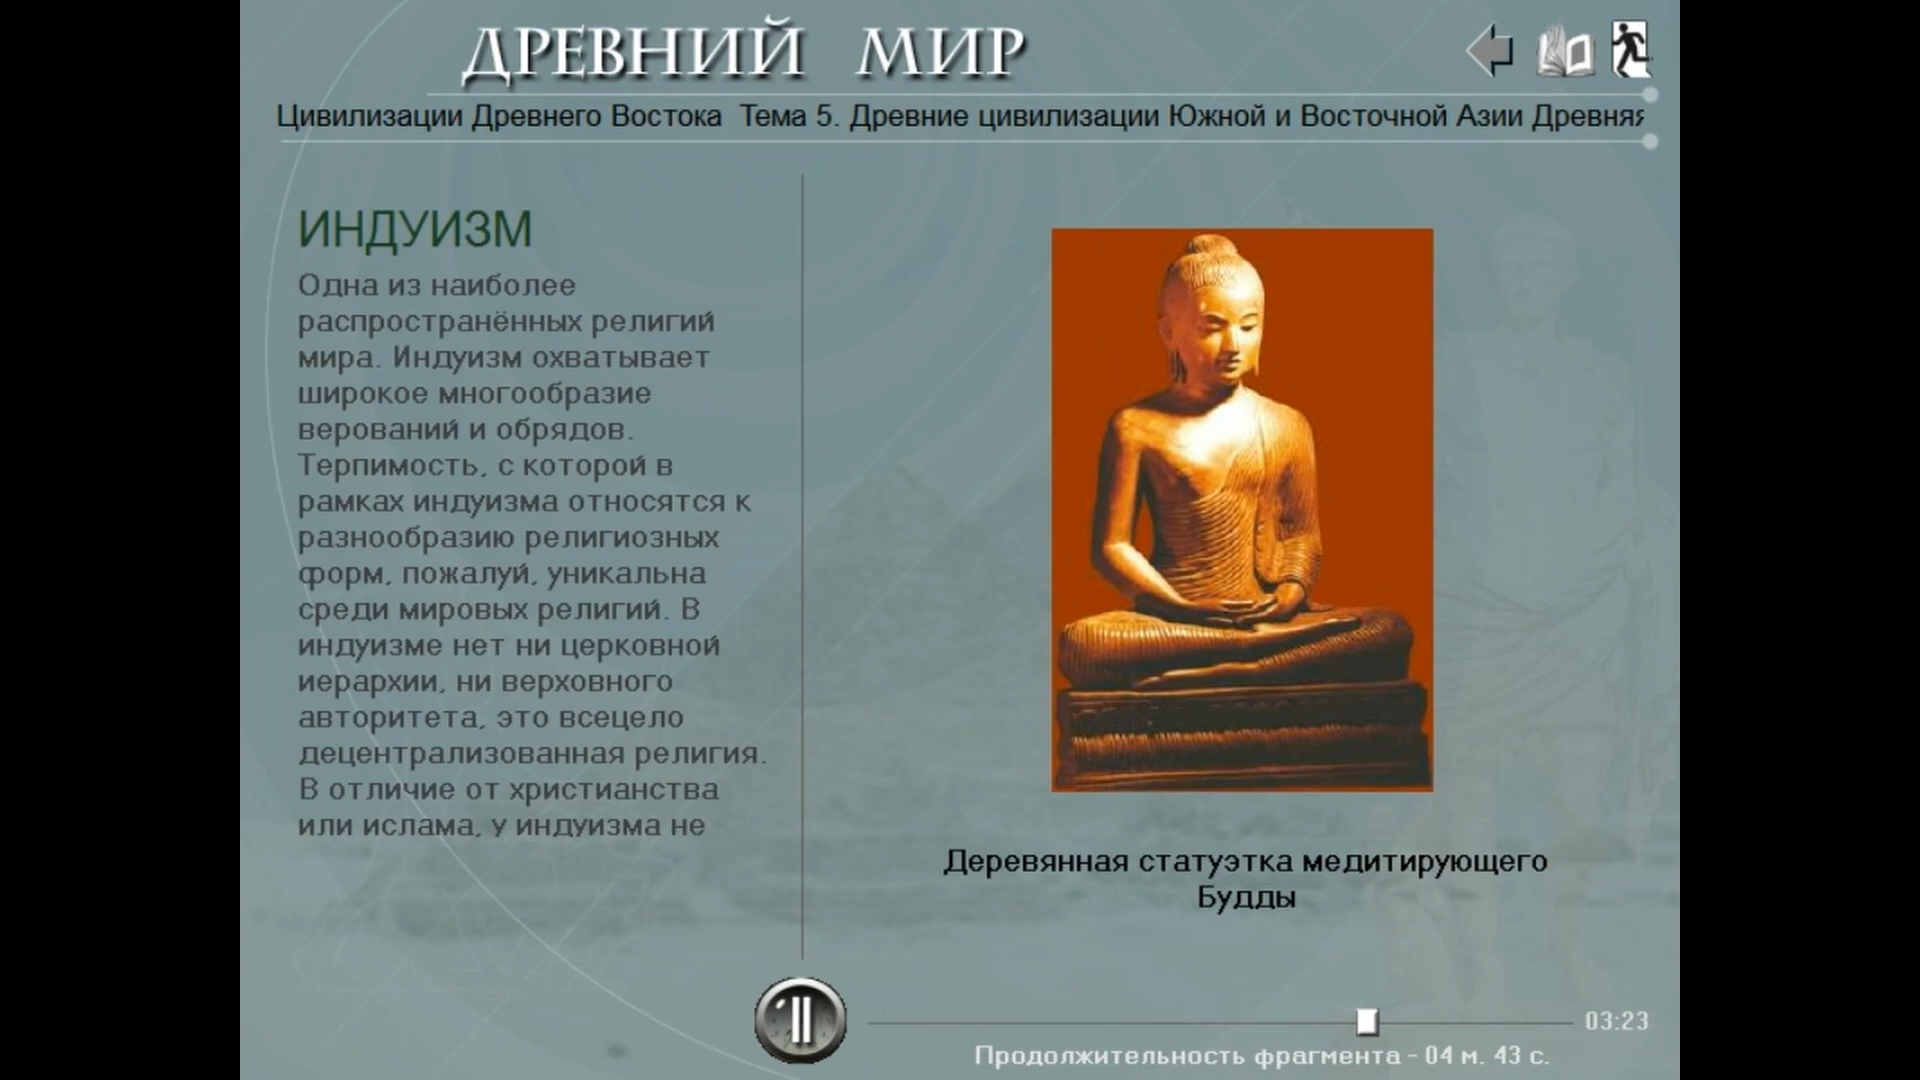 ДРЕВНИЙ МИР
Цивилизации Древнего Востока Тема 5. Древние цивилизации Южной и Восточной Азии Древняя
ИНДУИЗМ
Одна из наиболее
распространённых религий
мира. Индуизм охватывает
широкое многообразие
верований и обрядов.
Терпимость, с которой в
рамках индуизма относятся к
разнообразию религиозных
форм, пожалуй, уникальна
среди мировых религий. В
индуизме нет ни церковной
иерархии, ни верховного
авторитета, это всецело
децентрализованная религия.
В отличие от христианства
или ислама, у индуизма не
Деревянная статуэтка медитирующего
Будды
03:23
Продолжительность фрагмента - 04 м. 43 с.